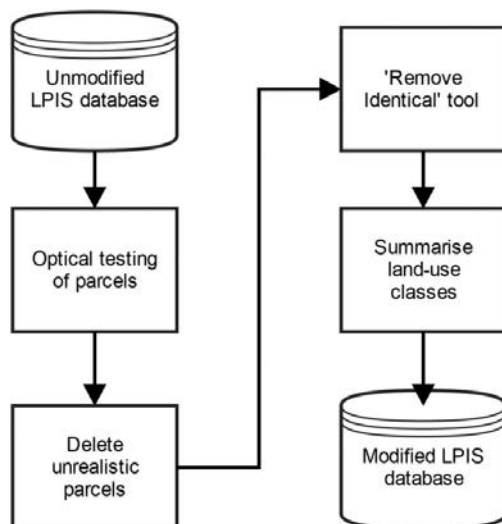 Unmodified
LPIS database
Optical testing
of parcels
Delete
unrealistic
parcels
'Remove
Identical' tool
Summarise
land-use
classes
Modified LPIS
database